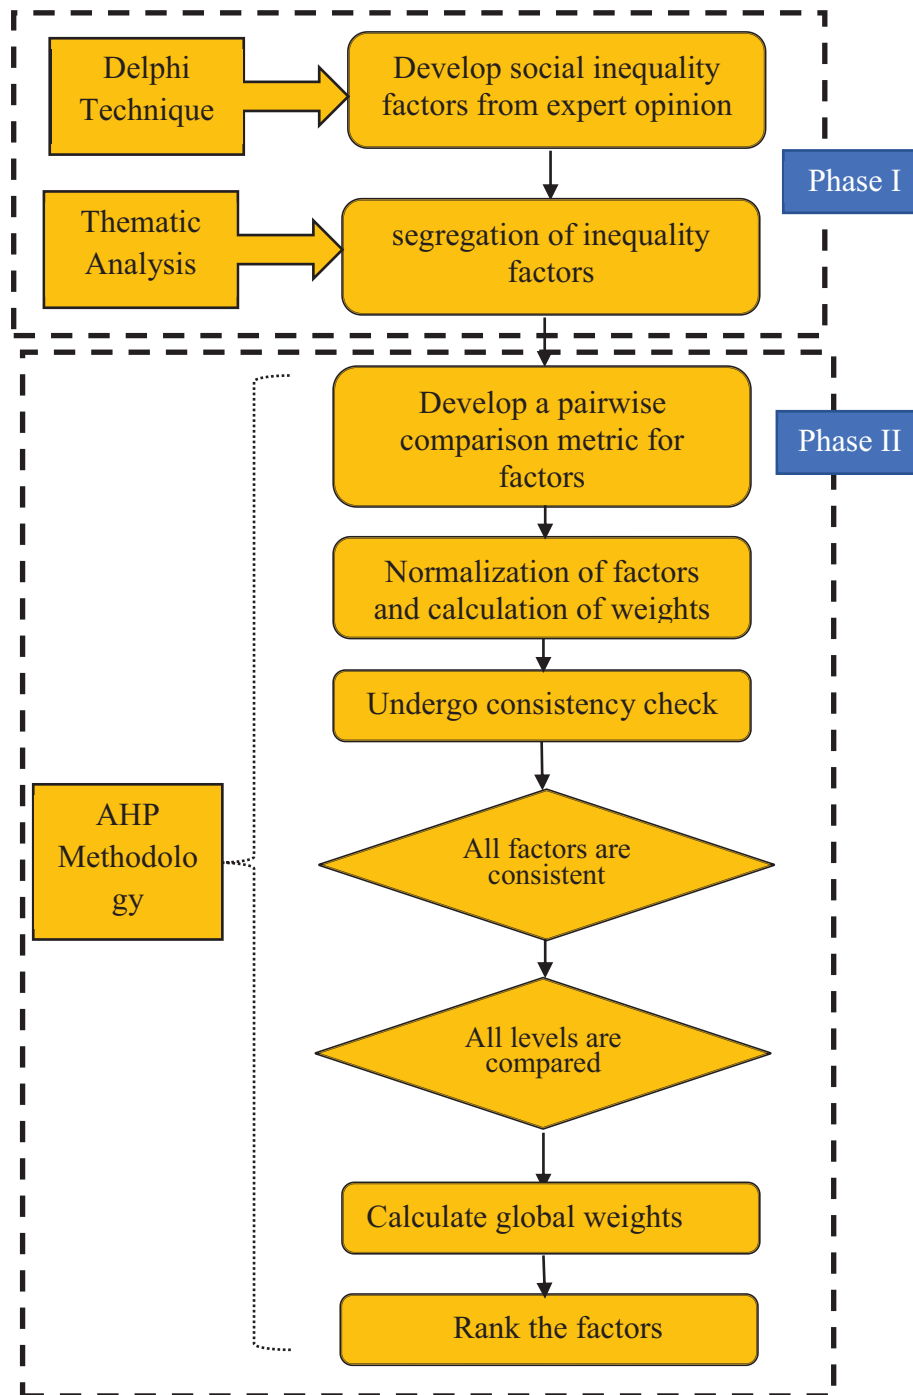 Delphi
Technique
Develop social inequality
factors from expert opinion
Phase I
Thematic
Analysis
segregation of inequality
factors
Develop a pairwise
comparison metric for
factors
Phase II
Normalization of factors
and calculation of weights
Undergo consistency check
AHP
Methodolo
gy
All factors are
consistent
All levels are
compared
Calculate global weights
Rank the factors